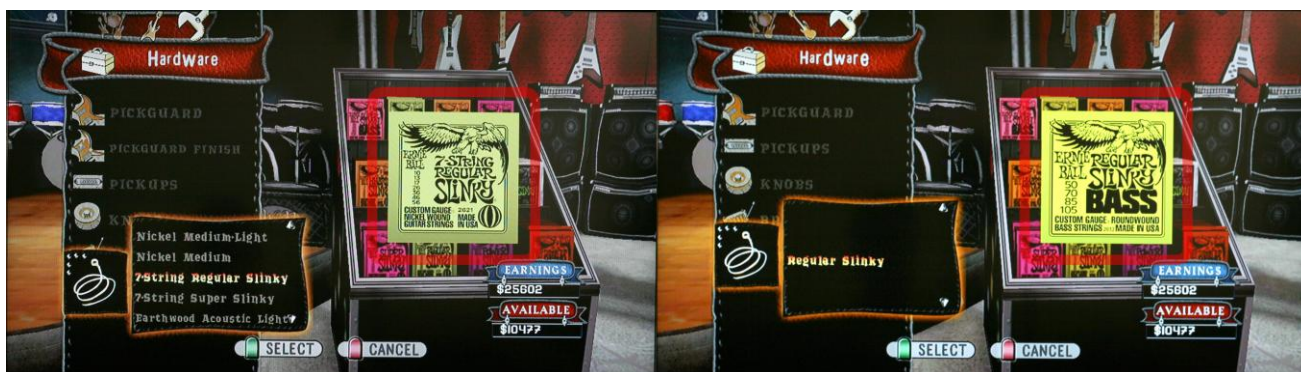 Hardware
PICKGUARD
PICKGUARD FINISH
PICKUPS
Nickel Medium-Light
Nickel Medium
7-String Regular Slinky
7-String Super Slinky
Earthwood Acoustic Light
ERNIE BALL
7-STRING
REGULAR
SLINKY
CUSTOM GAUGE 2621 MADE
NICKEL WOUND IN USA
GUITAR STRINGS
BASS
EARNINGS
$25602
AVAILABLE
$10477
SELECT
CANCEL
Hardware
PICKGUARD
PICKUPS
KNOBS
Regular Slinky
ERNIE BALL
REGULAR
SLINKY
BASS
50
70
85
105
CUSTOM GAUGE ROUNDWOUND
BASS STRINGS MADE IN USA
BASS
EARNINGS
$25602
AVAILABLE
$10477
SELECT
CANCEL